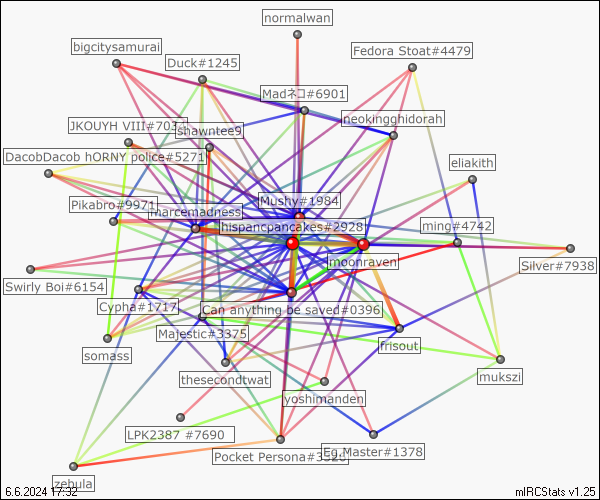 normalwan
bigcitysamurai
Fedora Stoat#4479
Duck#1245
Madネコ#6901
neokingghidorah
JKOUYH VIII#703
shawntee9
DacobDacob hORNY police#5271
eliakith
Mushy#1984
Pikabro#9971
marcemadness
hispancpancakes#2928
ming#4742
moonraven
Silver#7938
Swirly Boi#6154
Cypha#1717
Can anything be saved#0396
Majestic#3375
frisout
somass
thesecondtwat
mukszi
yoshimanden
LPK2387 #7690
Eg.Master#1378
Pocket Persona#3326
zebula
6.6.2024 17:32
mIRCStats v1.25